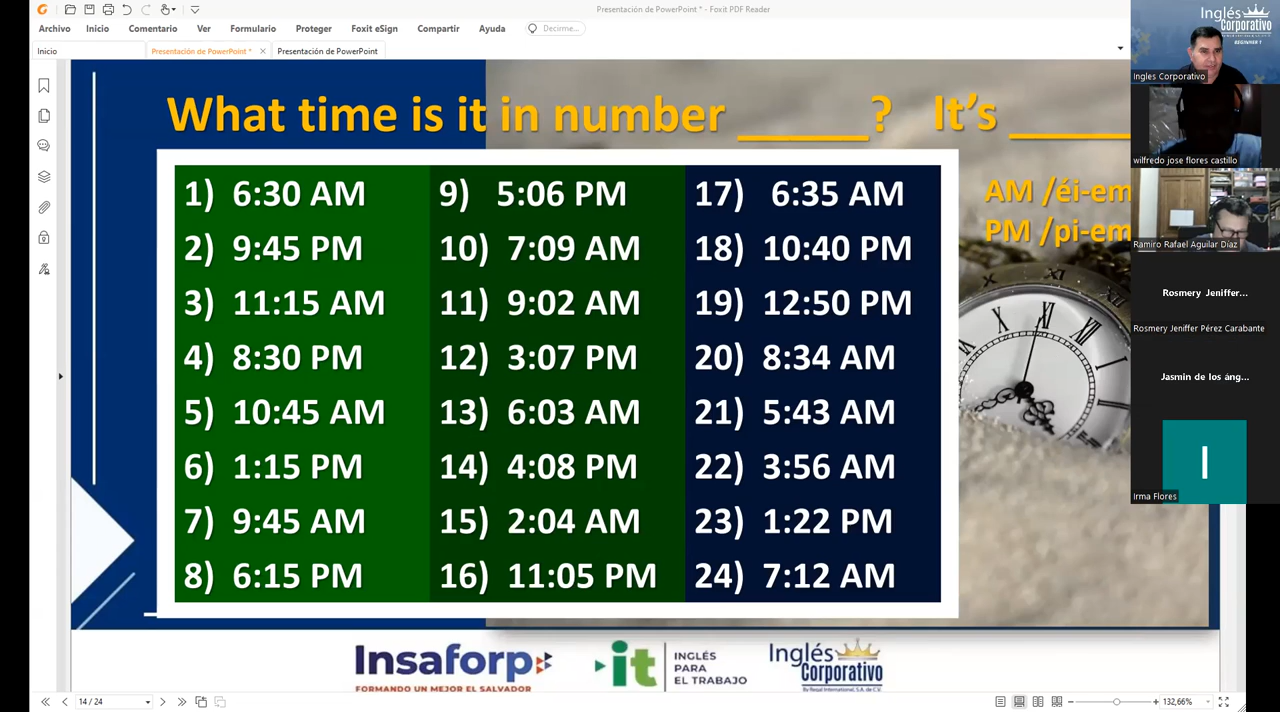 Presentación de PowerPoint * - Foxit PDF Reader
Archivo Inicio Comentario Ver Formulario Proteger Foxit eSign Compartir Ayuda Decirme...
Inicio Presentación de PowerPoint * Presentación de PowerPoint
What time is it in number ______? It's ______
1) 6:30 AM
2) 9:45 PM
3) 11:15 AM
4) 8:30 PM
5) 10:45 AM
6) 1:15 PM
7) 9:45 AM
8) 6:15 PM
9) 5:06 PM
10) 7:09 AM
11) 9:02 AM
12) 3:07 PM
13) 6:03 AM
14) 4:08 PM
15) 2:04 AM
16) 11:05 PM
17) 6:35 AM
18) 10:40 PM
19) 12:50 PM
20) 8:34 AM
21) 5:43 AM
22) 3:56 AM
23) 1:22 PM
24) 7:12 AM
AM /éi-em
PM /pi-em
Inglés
Corporativo
BEGINNER 1
Ingles Corporativo
wilfredo jose flores castillo
Ramiro Rafael Aguilar Díaz
Rosmery Jeniffer...
Rosmery Jeniffer Pérez Carabante
Jasmin de los áng...
I
Irma Flores
Insaforp
FORMANDO UN MEJOR EL SALVADOR
it
INGLÉS
PARA
EL TRABAJO
Inglés
Corporativo
By Regal International, S.A. de C.V.
14 / 24
132,66%